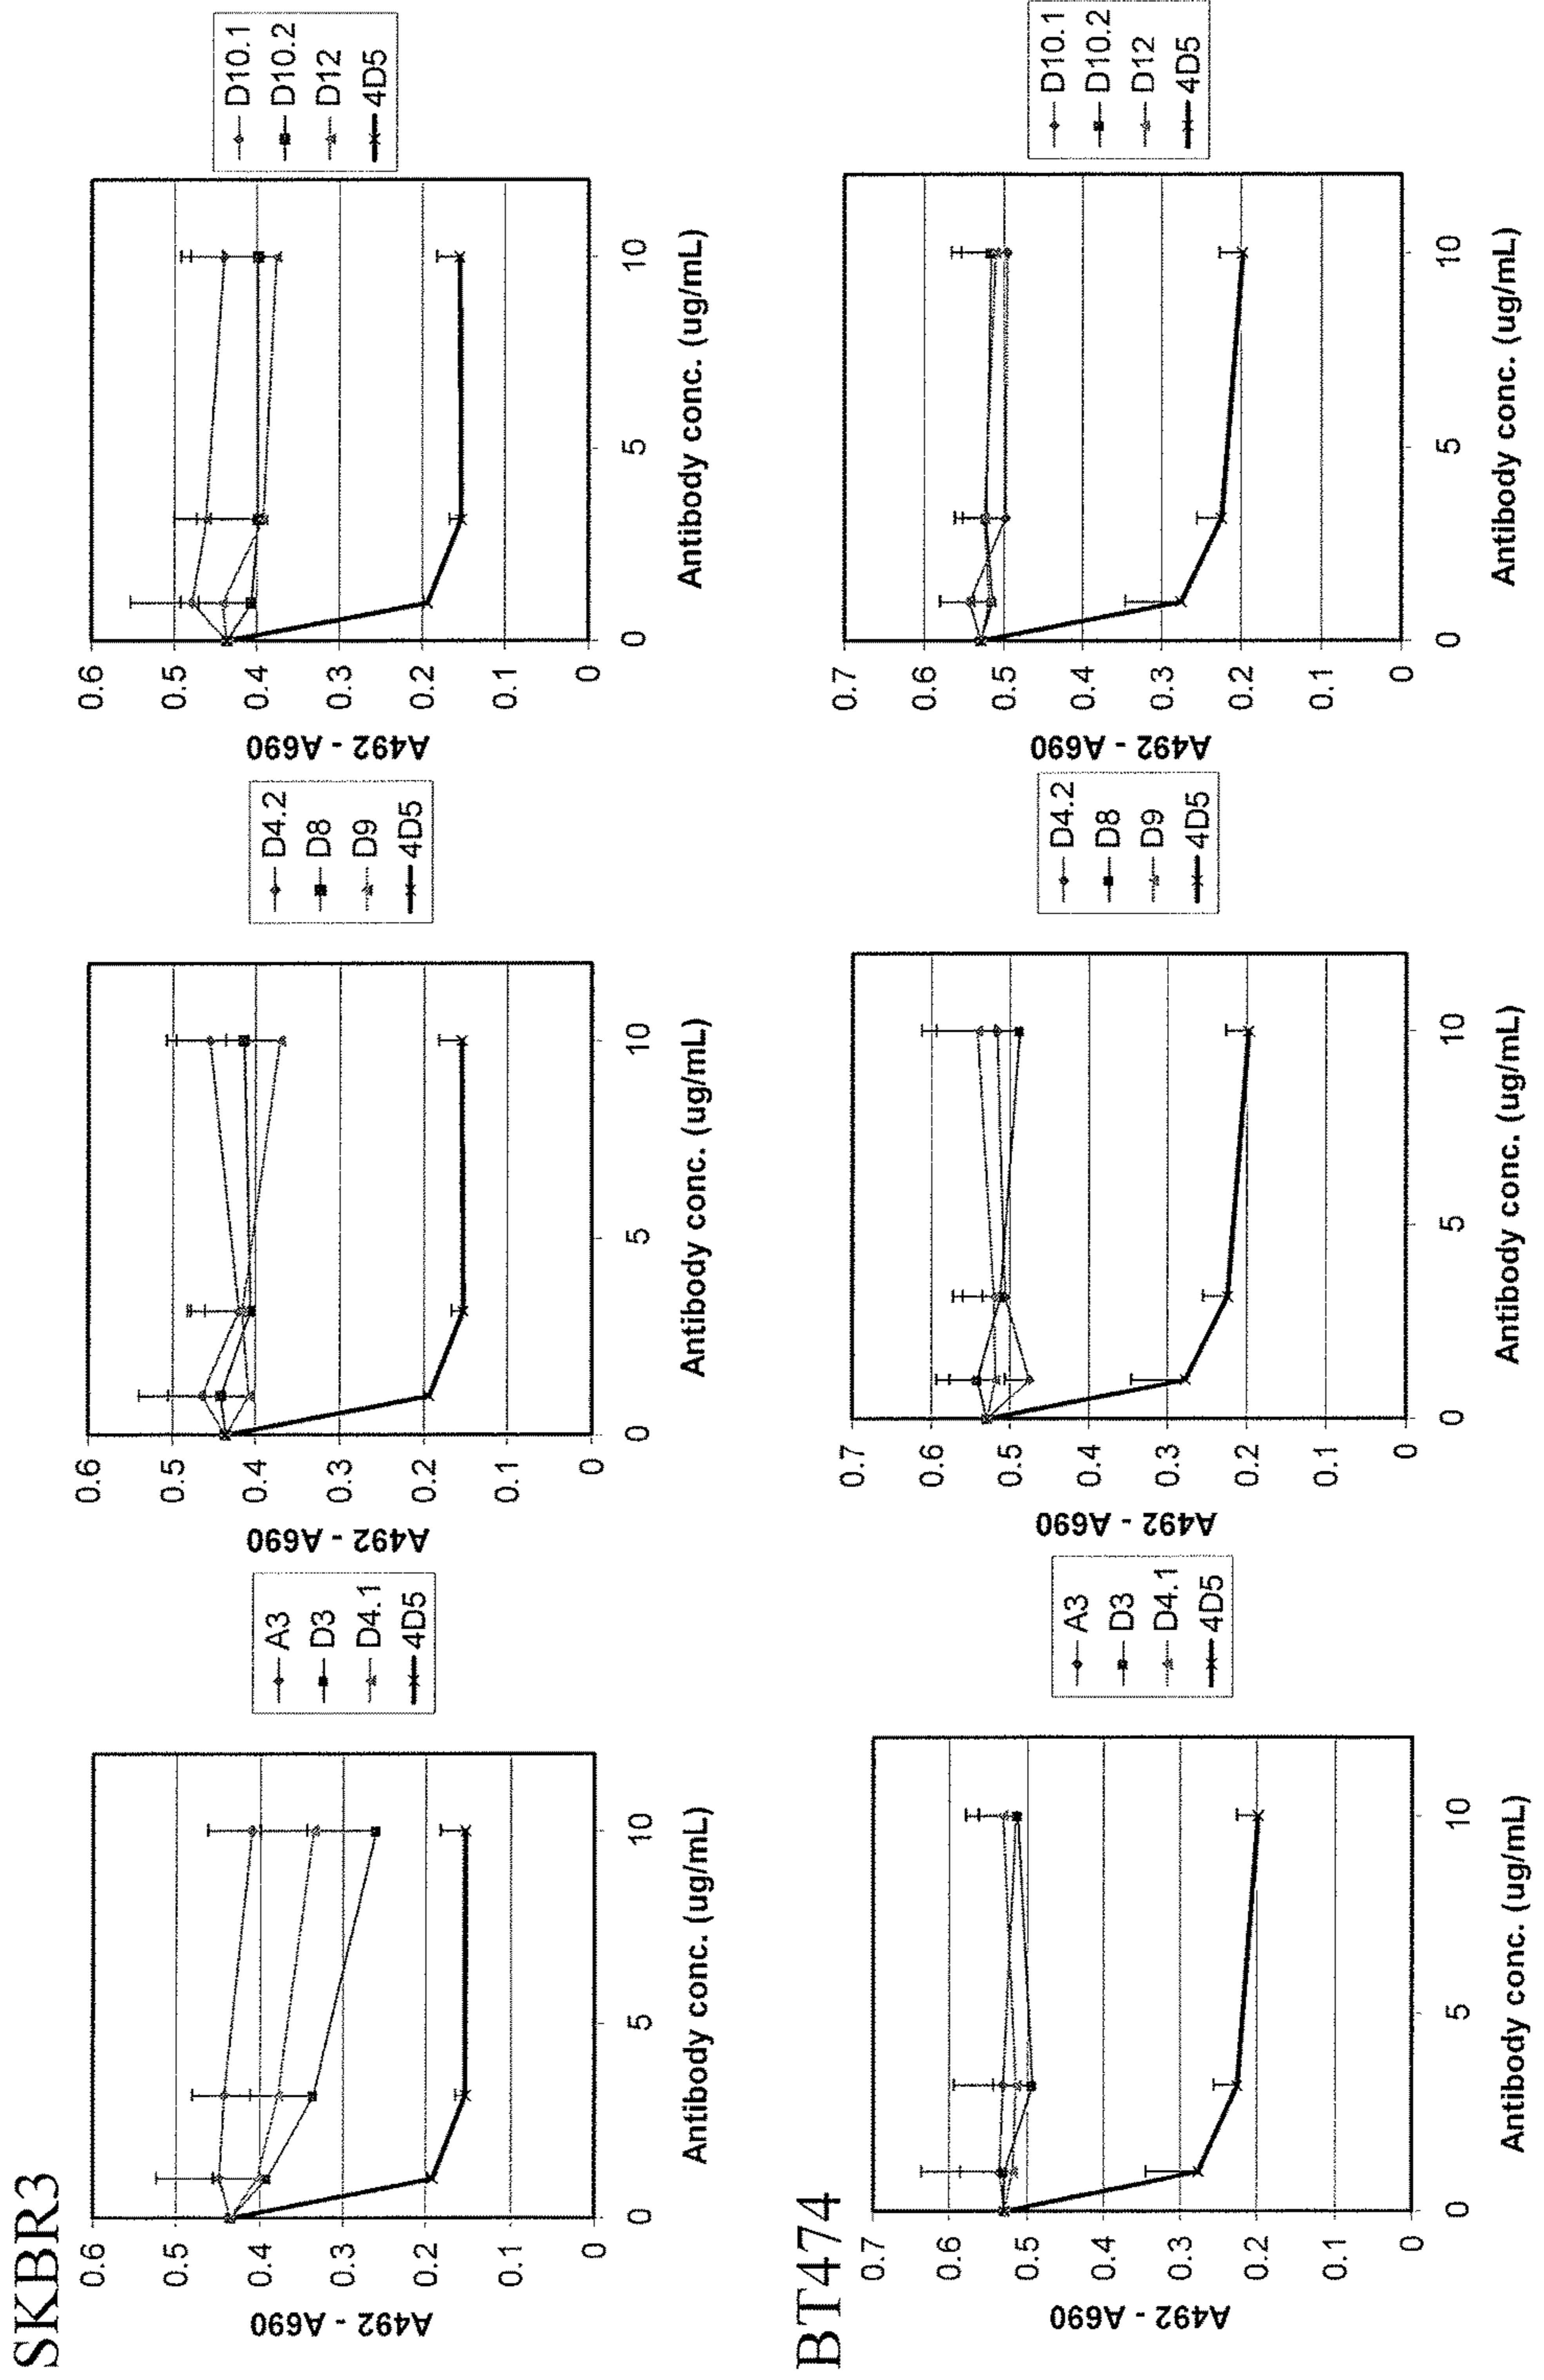 SKBR3
A492 - A690
0.6
0.5
0.4
0.3
0.2
0.1
0
0
5
10
Antibody conc. (ug/mL)
A3
D3
D4.1
4D5
A492 - A690
0.6
0.5
0.4
0.3
0.2
0.1
0
0
5
10
Antibody conc. (ug/mL)
D4.2
D8
D9
4D5
A492 - A690
0.6
0.5
0.4
0.3
0.2
0.1
0
0
5
10
Antibody conc. (ug/mL)
D10.1
D10.2
D12
4D5
BT474
A492 - A690
0.7
0.6
0.5
0.4
0.3
0.2
0.1
0
0
5
10
Antibody conc. (ug/mL)
A3
D3
D4.1
4D5
A492 - A690
0.7
0.6
0.5
0.4
0.3
0.2
0.1
0
0
5
10
Antibody conc. (ug/mL)
D4.2
D8
D9
4D5
A492 - A690
0.7
0.6
0.5
0.4
0.3
0.2
0.1
0
0
5
10
Antibody conc. (ug/mL)
D10.1
D10.2
D12
4D5